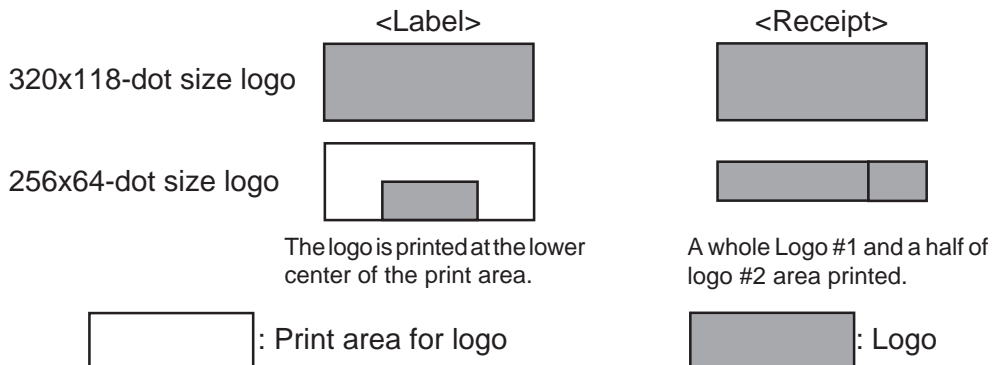 <Label>
<Receipt>
320x118-dot size logo
256x64-dot size logo
The logo is printed at the lower
center of the print area.
A whole Logo #1 and a half of
logo #2 area printed.
: Print area for logo
: Logo